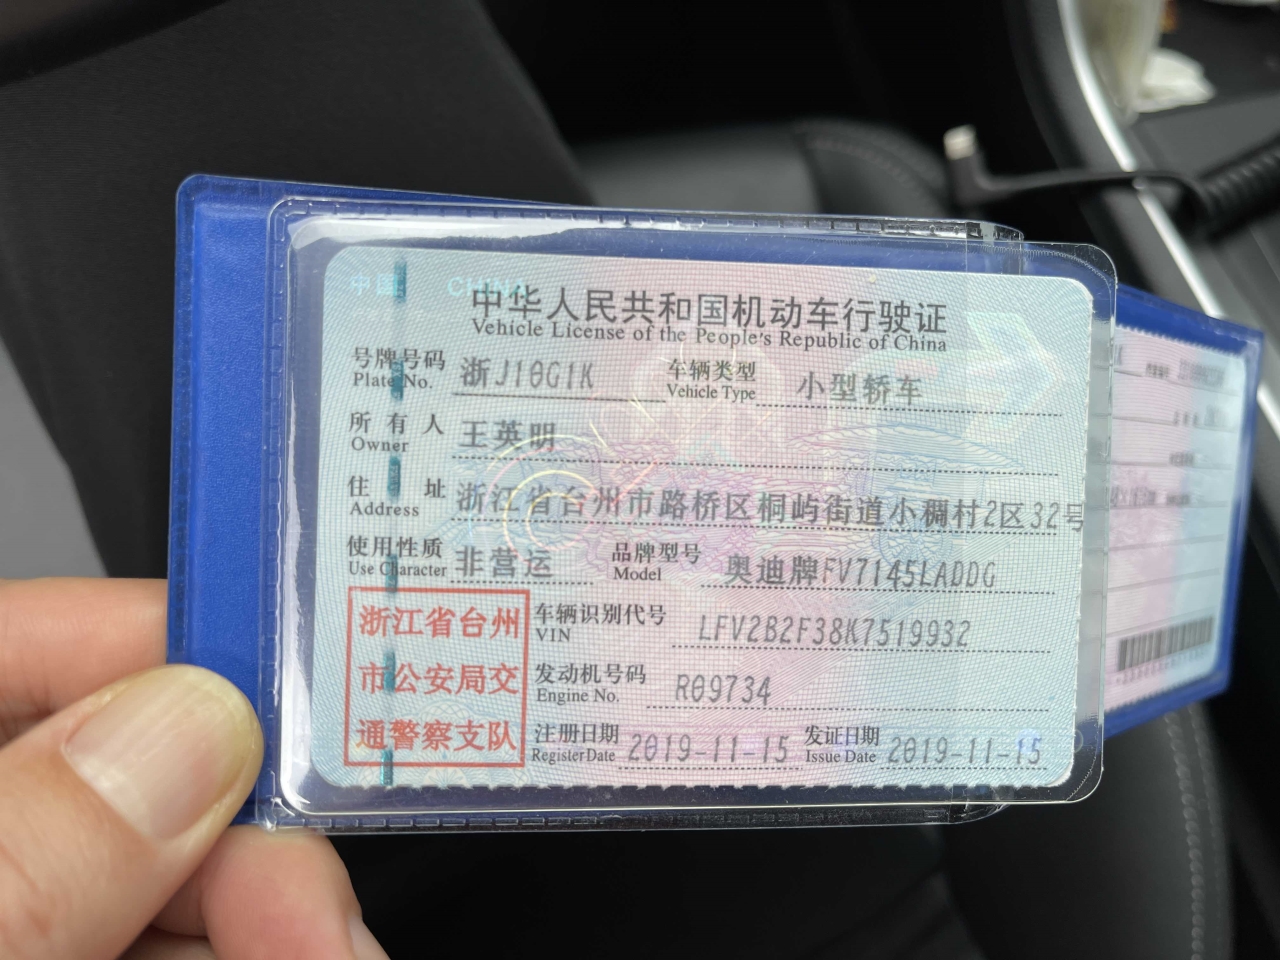 中国 CHINA
中华人民共和国机动车行驶证
Vehicle License of the People's Republic of China
号牌号码 浙J10G1K 车辆类型 小型轿车
Plate No. Vehicle Type
所有人 王英明
Owner
住址 浙江省台州市路桥区桐屿街道小稠村2区32号
Address
使用性质 非营运 品牌型号 奥迪牌FV7145LADDG
Use Character Model
浙江省台州 车辆识别代号 LFV2B2F38K7519932
VIN
市公安局交 发动机号码 R09734
Engine No.
通警察支队 注册日期 2019-11-15 发证日期 2019-11-15
Register Date Issue Date